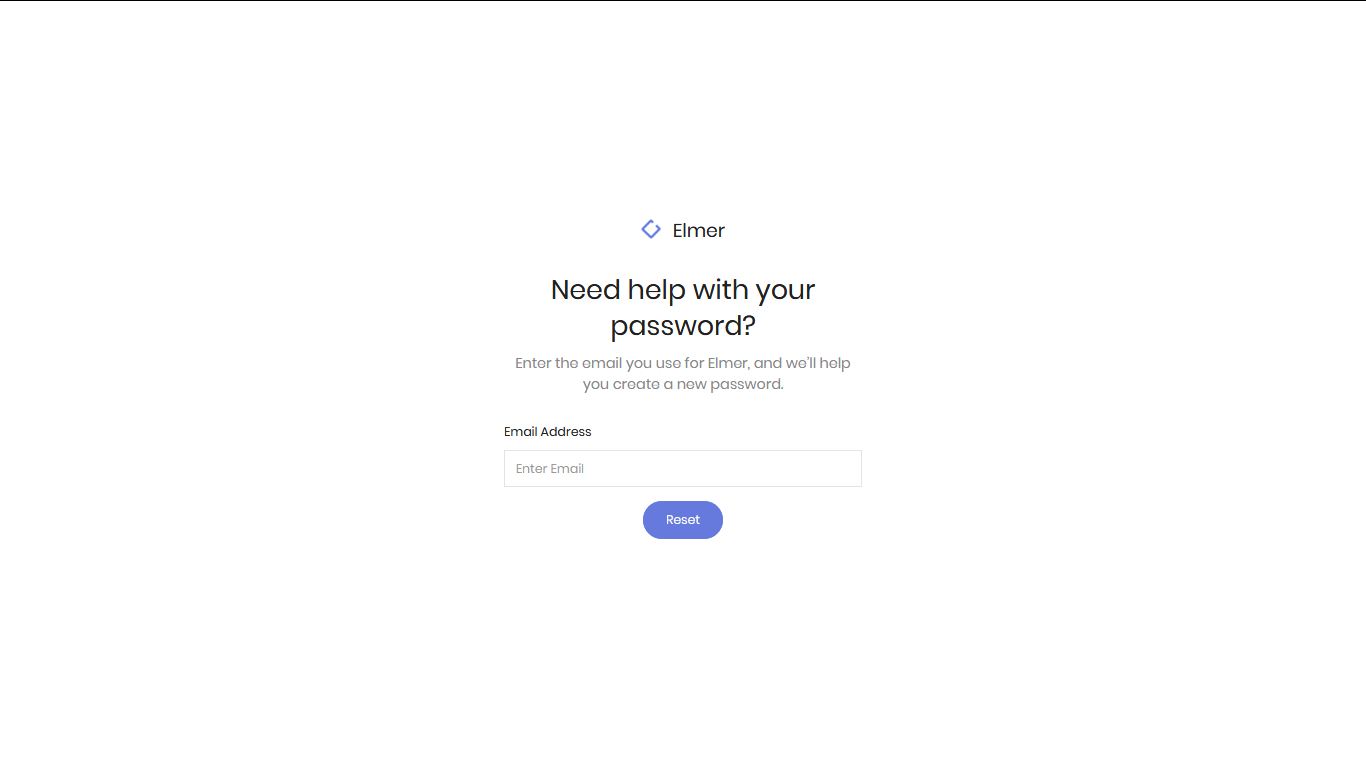 Elmer
Need help with your
password?
Enter the email you use for Elmer, and we'll help
you create a new password.
Email Address
Enter Email
Reset